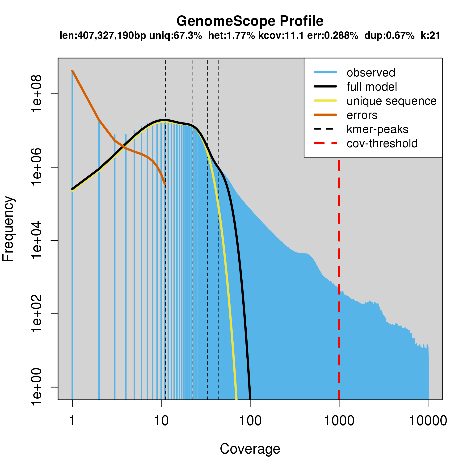 GenomeScope Profile
len:407,327,190bp uniq:67.3% het:1.77% kcov:11.1 err:0.288% dup:0.67% k:21
observed
full model
unique sequence
errors
kmer-peaks
cov-threshold
Frequency
1e+08
1e+06
1e+04
1e+02
1e+00
1
10
100
1000
10000
Coverage